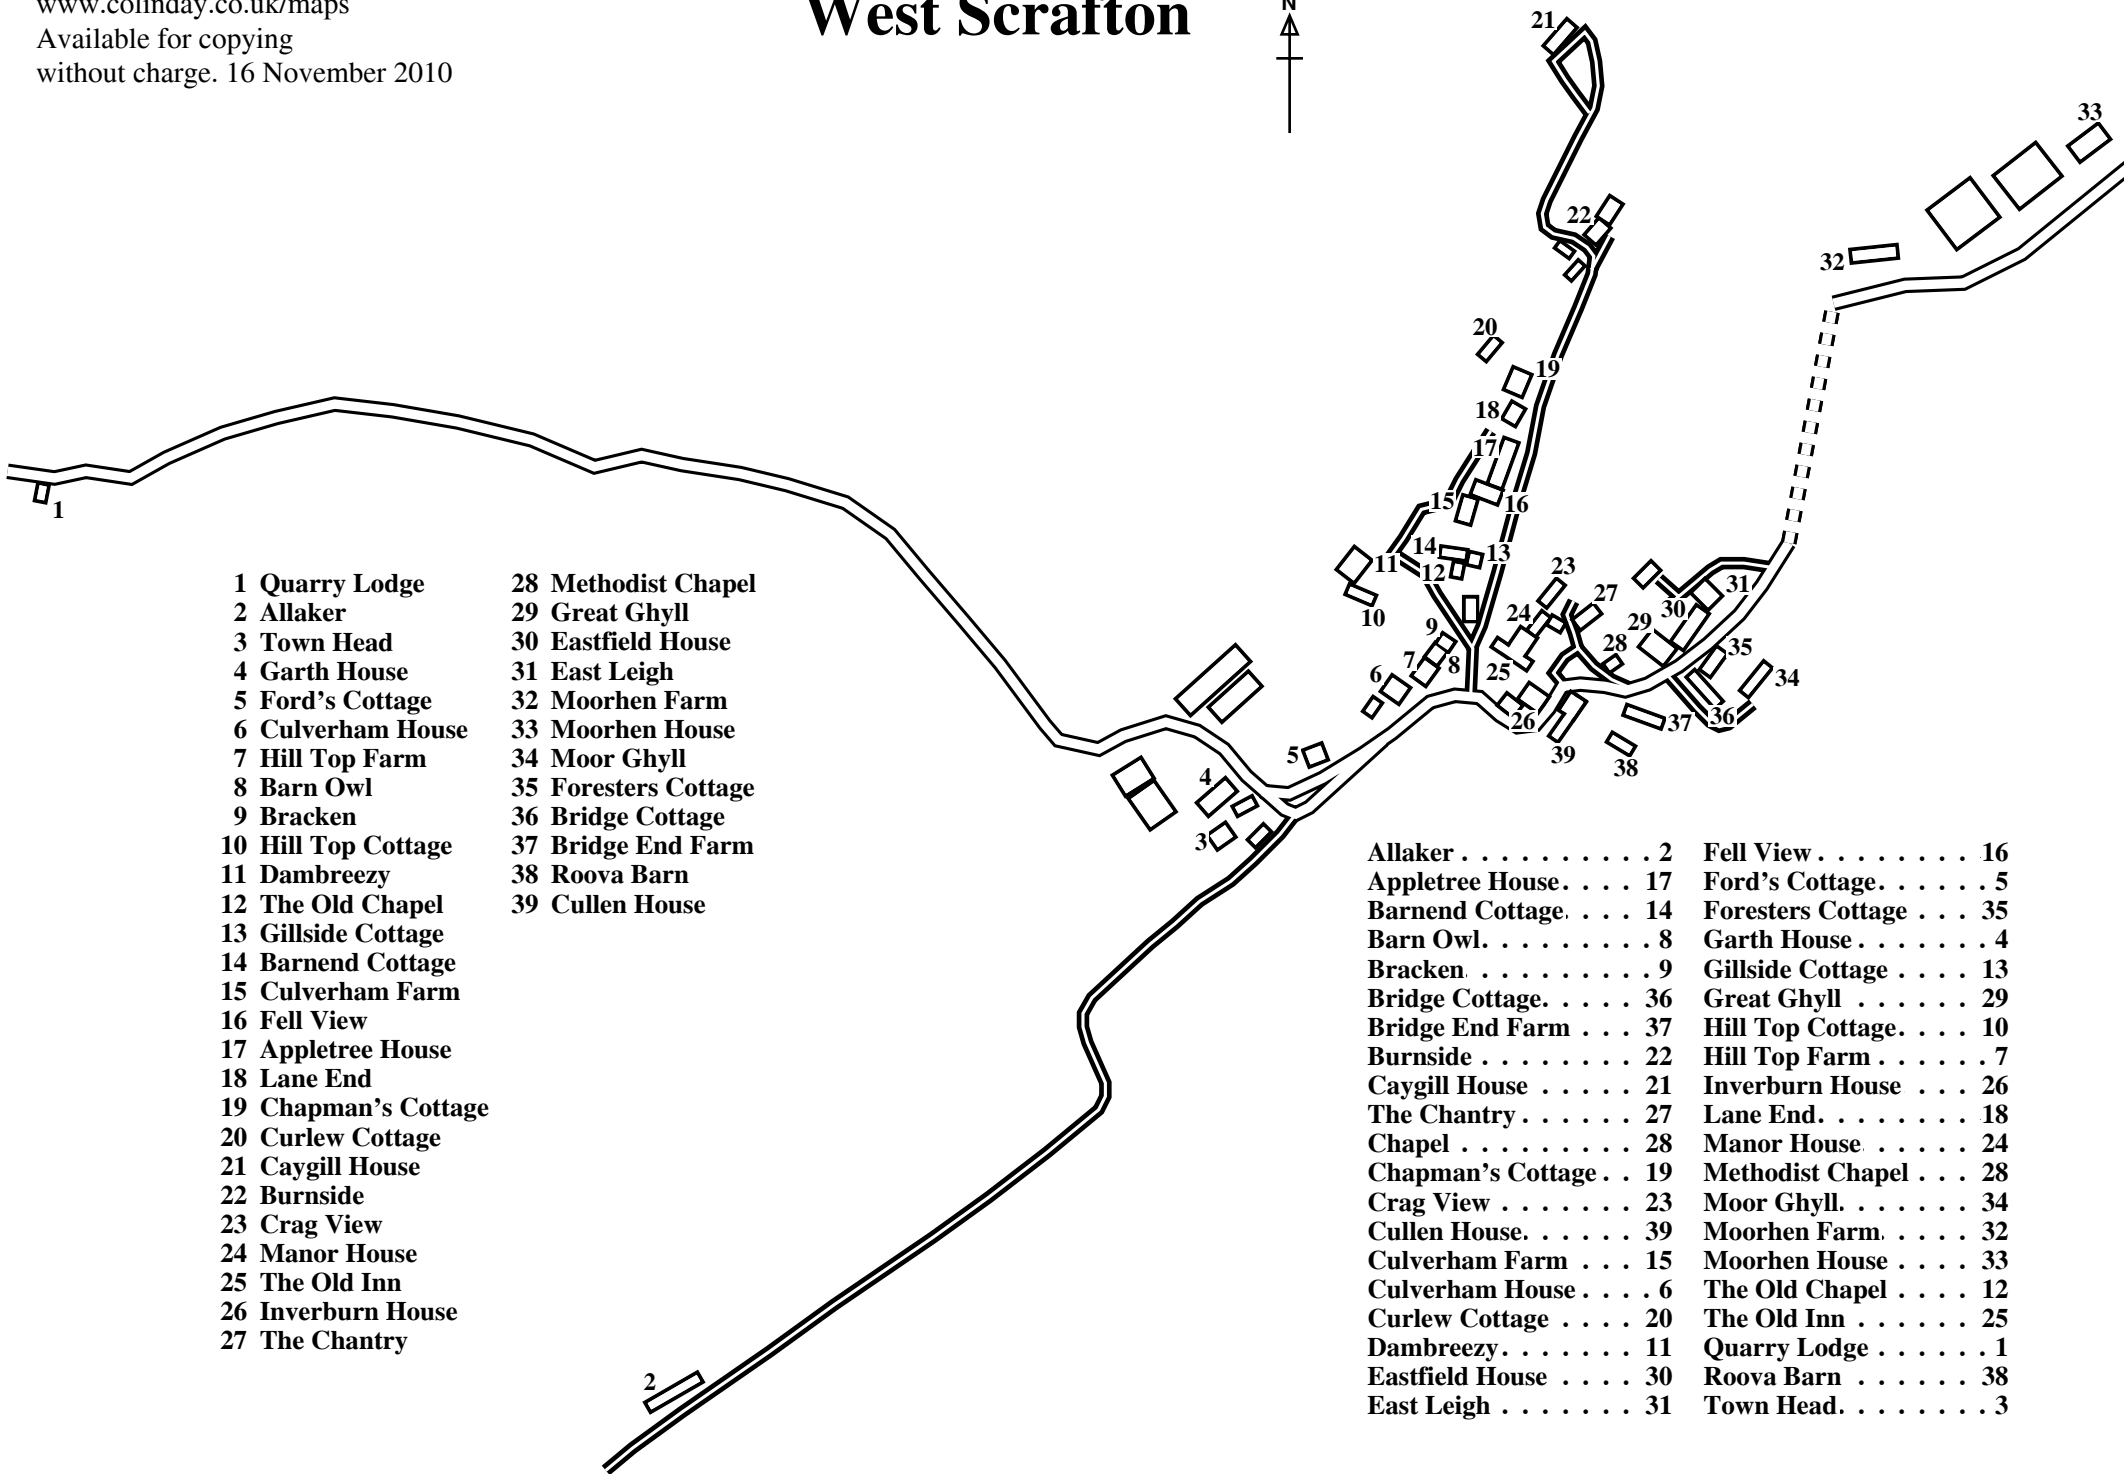 www.colinday.co.uk/maps
Available for copying
without charge. 16 November 2010
West Scrafton
N
21
33
22
32
20
19
18
17
15
16
14
13
11
12
10
23
27
24
9
7
8
6
25
26
39
38
37
36
34
35
28
29
30
31
5
4
3
2
1
1 Quarry Lodge
2 Allaker
3 Town Head
4 Garth House
5 Ford's Cottage
6 Culverham House
7 Hill Top Farm
8 Barn Owl
9 Bracken
10 Hill Top Cottage
11 Dambreezy
12 The Old Chapel
13 Gillside Cottage
14 Barnend Cottage
15 Culverham Farm
16 Fell View
17 Appletree House
18 Lane End
19 Chapman's Cottage
20 Curlew Cottage
21 Caygill House
22 Burnside
23 Crag View
24 Manor House
25 The Old Inn
26 Inverburn House
27 The Chantry
28 Methodist Chapel
29 Great Ghyll
30 Eastfield House
31 East Leigh
32 Moorhen Farm
33 Moorhen House
34 Moor Ghyll
35 Foresters Cottage
36 Bridge Cottage
37 Bridge End Farm
38 Roova Barn
39 Cullen House
Allaker . . . . . . . . . . 2
Appletree House. . . . 17
Barnend Cottage. . . . 14
Barn Owl. . . . . . . . . 8
Bracken. . . . . . . . . . 9
Bridge Cottage. . . . . 36
Bridge End Farm . . . 37
Burnside . . . . . . . . 22
Caygill House . . . . . 21
The Chantry . . . . . . 27
Chapel . . . . . . . . . 28
Chapman's Cottage . . 19
Crag View . . . . . . . 23
Cullen House. . . . . . 39
Culverham Farm . . . 15
Culverham House . . . . 6
Curlew Cottage . . . . 20
Dambreezy. . . . . . . 11
Eastfield House . . . . 30
East Leigh . . . . . . . 31
Fell View . . . . . . . . 16
Ford's Cottage. . . . . . 5
Foresters Cottage . . . 35
Garth House . . . . . . . 4
Gillside Cottage . . . . 13
Great Ghyll . . . . . . 29
Hill Top Cottage. . . . 10
Hill Top Farm . . . . . . 7
Inverburn House . . . . 26
Lane End. . . . . . . . 18
Manor House. . . . . . 24
Methodist Chapel . . . 28
Moor Ghyll. . . . . . . 34
Moorhen Farm. . . . . 32
Moorhen House . . . . 33
The Old Chapel . . . . 12
The Old Inn . . . . . . 25
Quarry Lodge . . . . . . 1
Roova Barn . . . . . . 38
Town Head. . . . . . . . 3